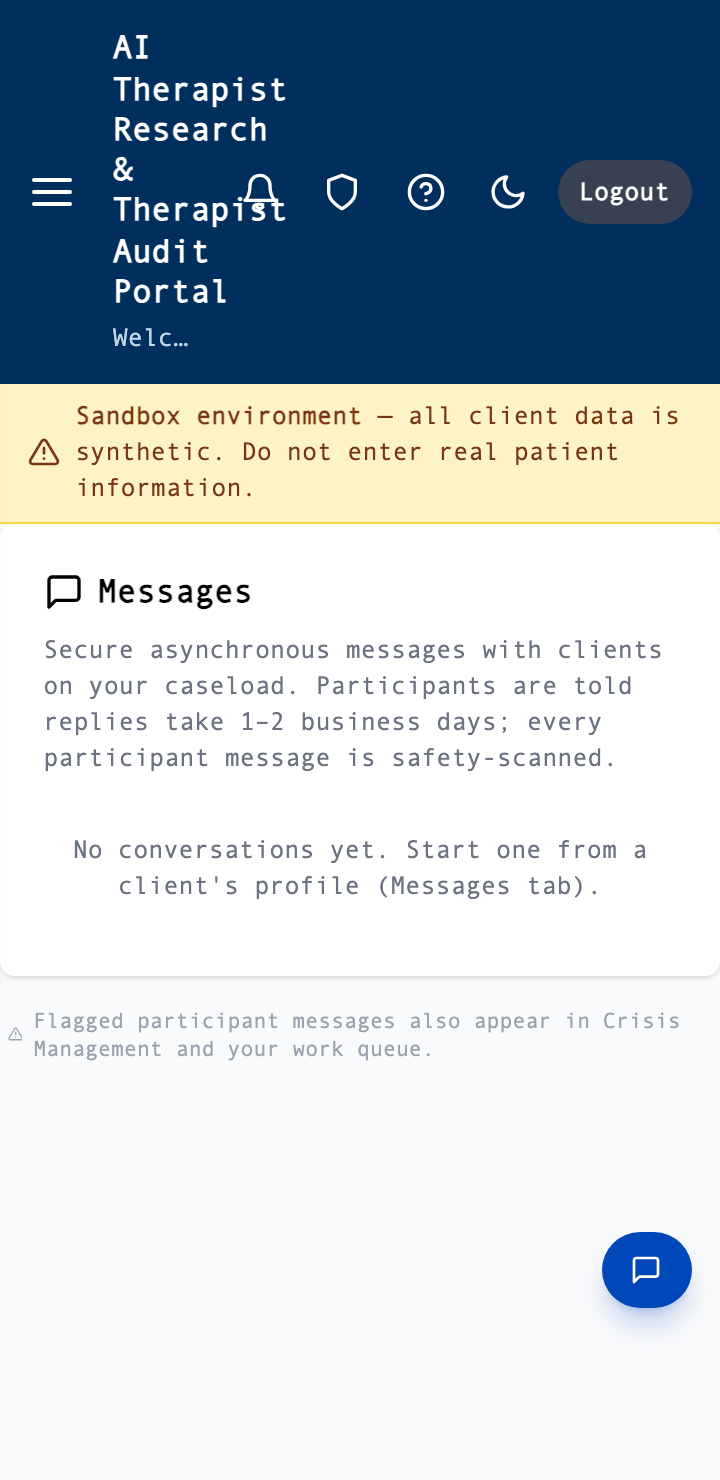 AI
Therapist
Research
&
Therapist
Audit
Portal
Welc…
Logout
Sandbox environment — all client data is
synthetic. Do not enter real patient
information.
Messages
Secure asynchronous messages with clients
on your caseload. Participants are told
replies take 1–2 business days; every
participant message is safety-scanned.
No conversations yet. Start one from a
client's profile (Messages tab).
Flagged participant messages also appear in Crisis
Management and your work queue.